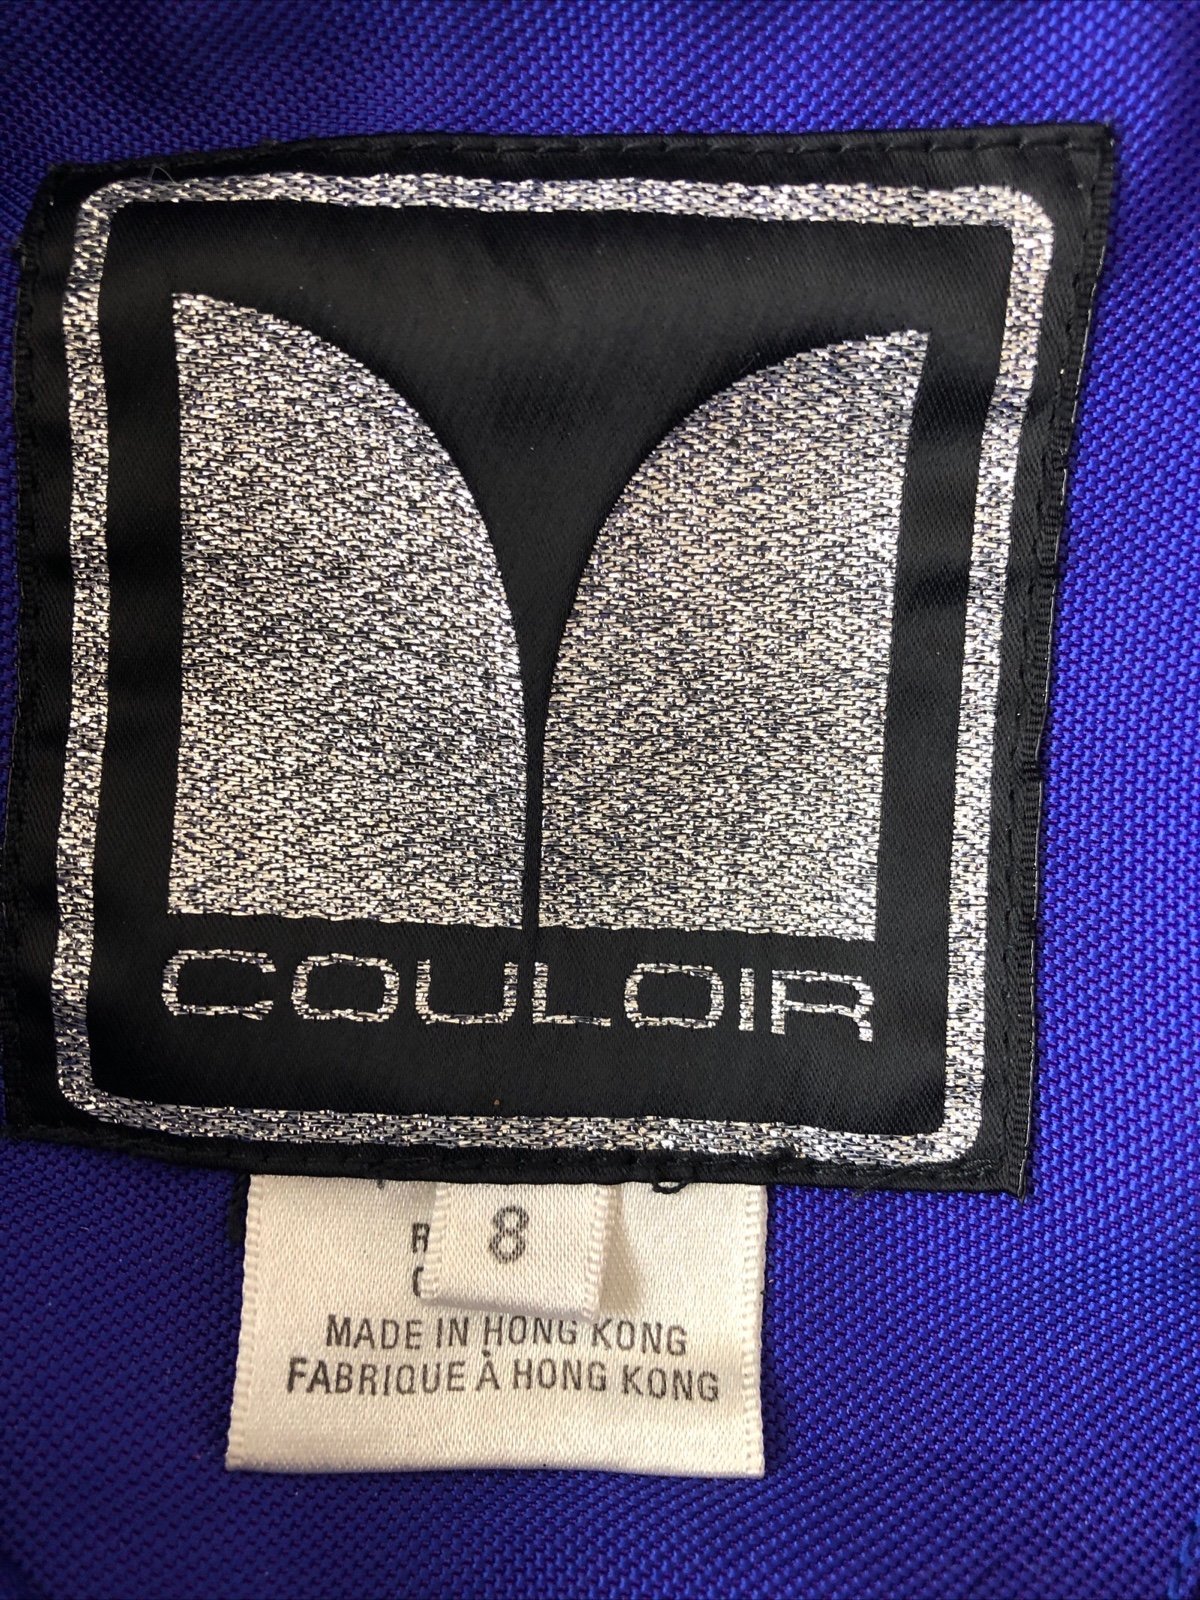 COULOIR
8
MADE IN HONG KONG
FABRIQUE À HONG KONG